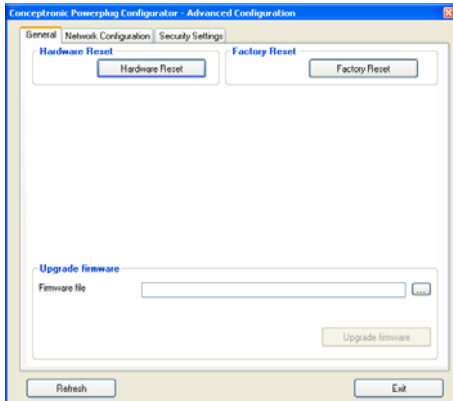 Conceptronic Powerplug Configurator - Advanced Configuration
General Network Configuration Security Settings
Hardware Reset Factory Reset
Hardware Reset Factory Reset
Upgrade firmware
Firmware file ...
Upgrade firmware
Refresh Exit